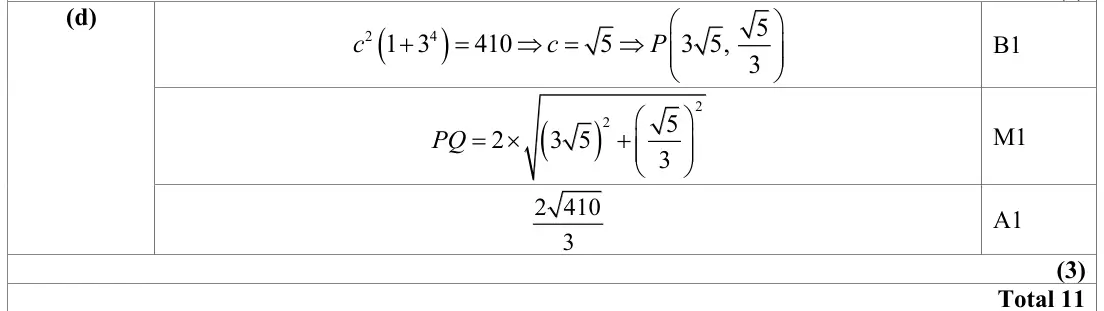 (d)
c²(1+3⁴)=410⇒c=√5⇒P(3√5, √5/3)
B1
PQ=2×√((3√5)²+(√5/3)²)
M1
2√410/3
A1
(3)
Total 11